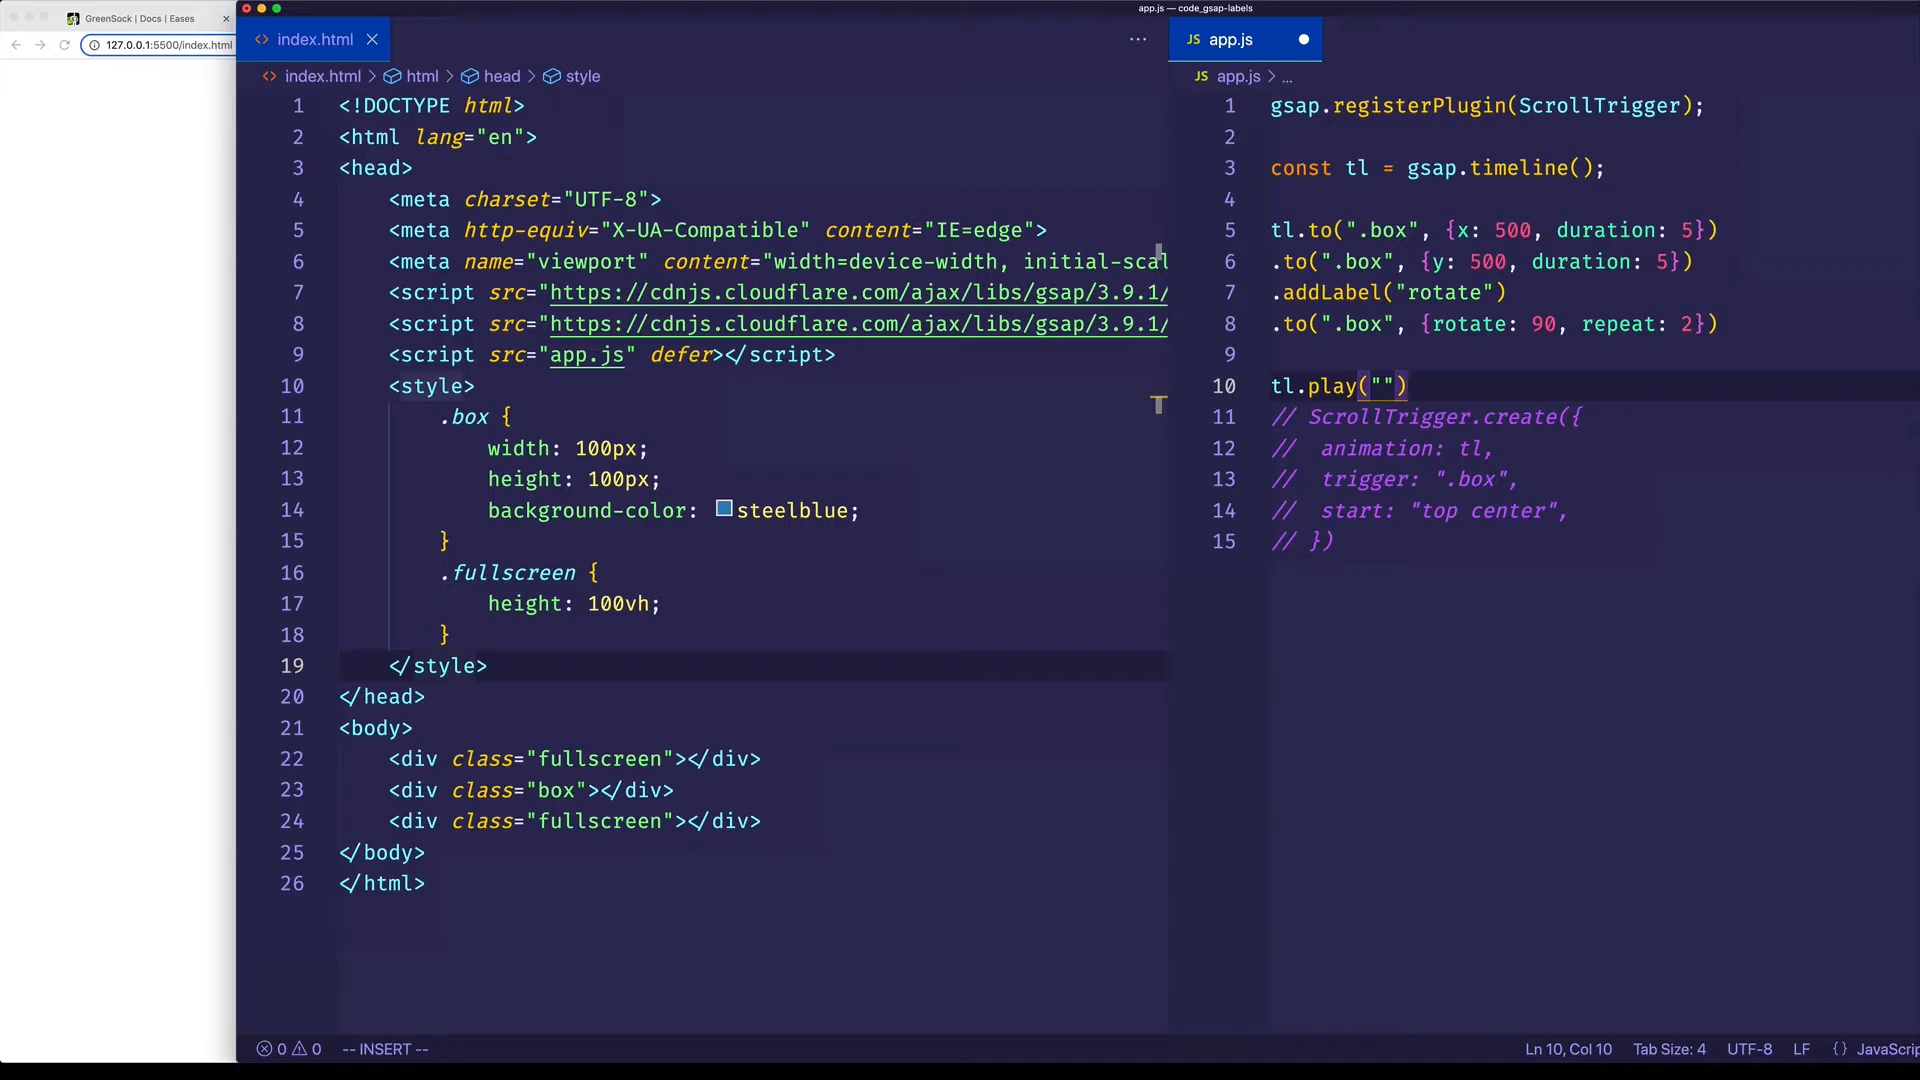 app.js — code_gsap-labels
GreenSock | Docs | Eases
127.0.0.1:5500/index.html
index.html
index.html > html > head > style
1 <!DOCTYPE html>
2 <html lang="en">
3 <head>
4 <meta charset="UTF-8">
5 <meta http-equiv="X-UA-Compatible" content="IE=edge">
6 <meta name="viewport" content="width=device-width, initial-scal
7 <script src="https://cdnjs.cloudflare.com/ajax/libs/gsap/3.9.1/
8 <script src="https://cdnjs.cloudflare.com/ajax/libs/gsap/3.9.1/
9 <script src="app.js" defer></script>
10 <style>
11 .box {
12 width: 100px;
13 height: 100px;
14 background-color: steelblue;
15 }
16 .fullscreen {
17 height: 100vh;
18 }
19 </style>
20 </head>
21 <body>
22 <div class="fullscreen"></div>
23 <div class="box"></div>
24 <div class="fullscreen"></div>
25 </body>
26 </html>
JS app.js
JS app.js > ...
1 gsap.registerPlugin(ScrollTrigger);
2
3 const tl = gsap.timeline();
4
5 tl.to(".box", {x: 500, duration: 5})
6 .to(".box", {y: 500, duration: 5})
7 .addLabel("rotate")
8 .to(".box", {rotate: 90, repeat: 2})
9
10 tl.play("")
11 // ScrollTrigger.create({
12 // animation: tl,
13 // trigger: ".box",
14 // start: "top center",
15 // })
0 0 -- INSERT --
Ln 10, Col 10 Tab Size: 4 UTF-8 LF {} JavaScrip